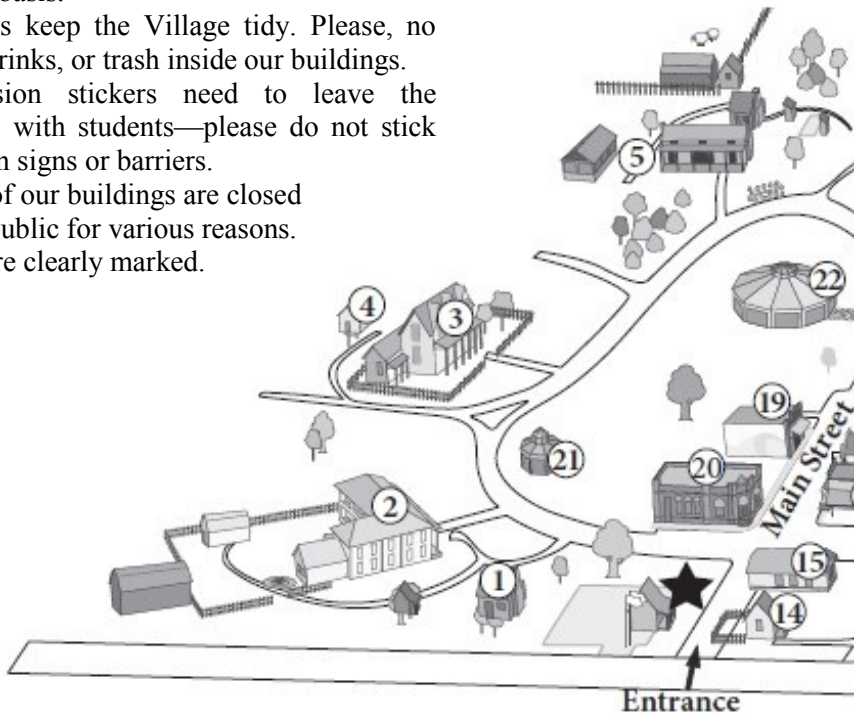 s keep the Village tidy. Please, no
rinks, or trash inside our buildings.
sion stickers need to leave the
with students—please do not stick
n signs or barriers.
of our buildings are closed
ublic for various reasons.
re clearly marked.
5
22
4
3
19
Main Street
21
20
2
15
1
14
Entrance